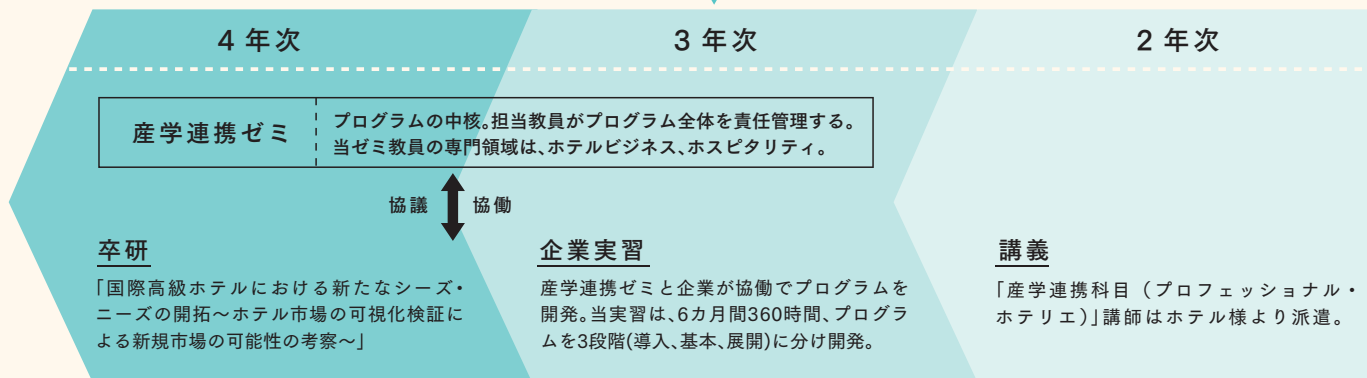 4年次
3年次
2年次
産学連携ゼミ
プログラムの中核。担当教員がプログラム全体を責任管理する。
当ゼミ教員の専門領域は、ホテルビジネス、ホスピタリティ。
協議 協働
卒研
「国際高級ホテルにおける新たなシーズ・
ニーズの開拓〜ホテル市場の可視化検証に
よる新規市場の可能性の考察〜」
企業実習
産学連携ゼミと企業が協働でプログラムを
開発。当実習は、6カ月間360時間、プログラ
ムを3段階(導入、基本、展開)に分け開発。
講義
「産学連携科目(プロフェッショナル・
ホテリエ)」講師はホテル様より派遣。